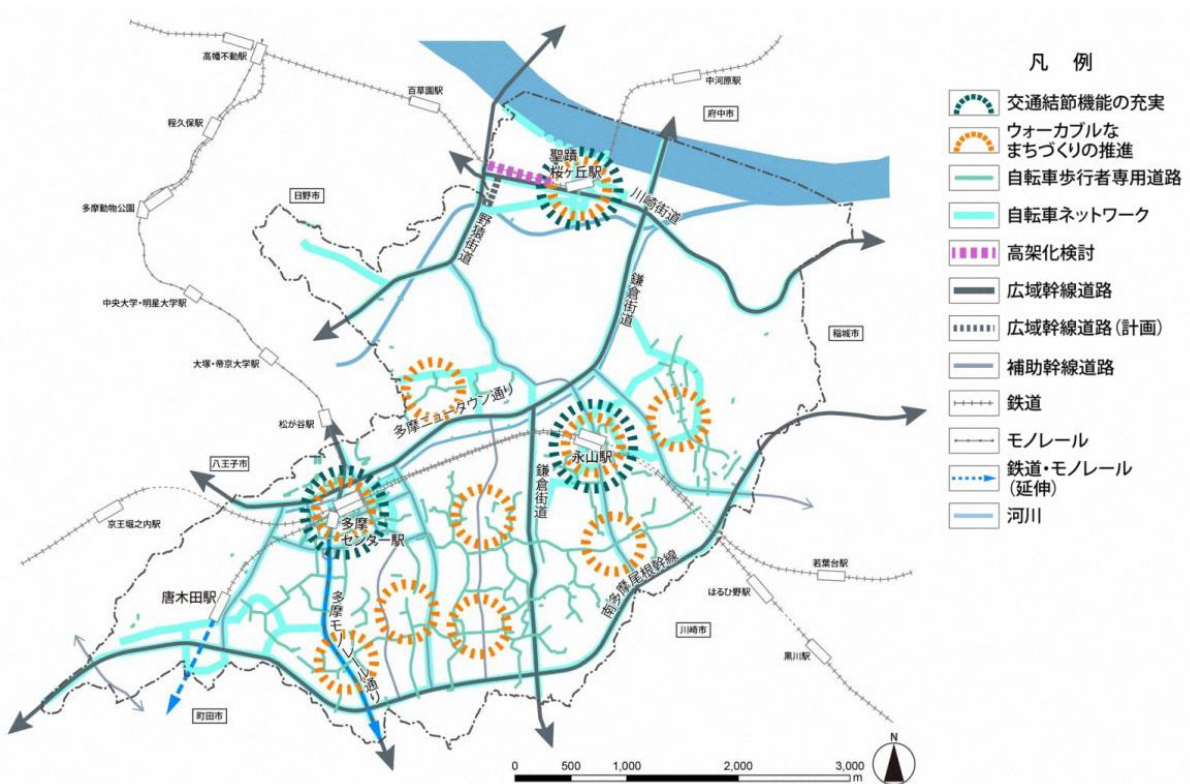 高幡不動駅
百草園駅
中河原駅
府中市
程久保駅
聖蹟
桜ヶ丘駅
川崎街道
日野市
野猿街道
多摩動物公園
鎌倉街道
中央大学・明星大学駅
稲城市
大塚・帝京大学駅
多摩ニュータウン通り
松が谷駅
永山駅
八王子市
鎌倉街道
京王堀之内駅
多摩
センター駅
南多摩尾根幹線
若葉台駅
はるひ野駅
唐木田駅
多摩モノレール通り
川崎市
黒川駅
町田市
凡 例
交通結節機能の充実
ウォーカブルな
まちづくりの推進
自転車歩行者専用道路
自転車ネットワーク
高架化検討
広域幹線道路
広域幹線道路(計画)
補助幹線道路
鉄道
モノレール
鉄道・モノレール
(延伸)
河川
0 500 1,000 2,000 3,000
m
N